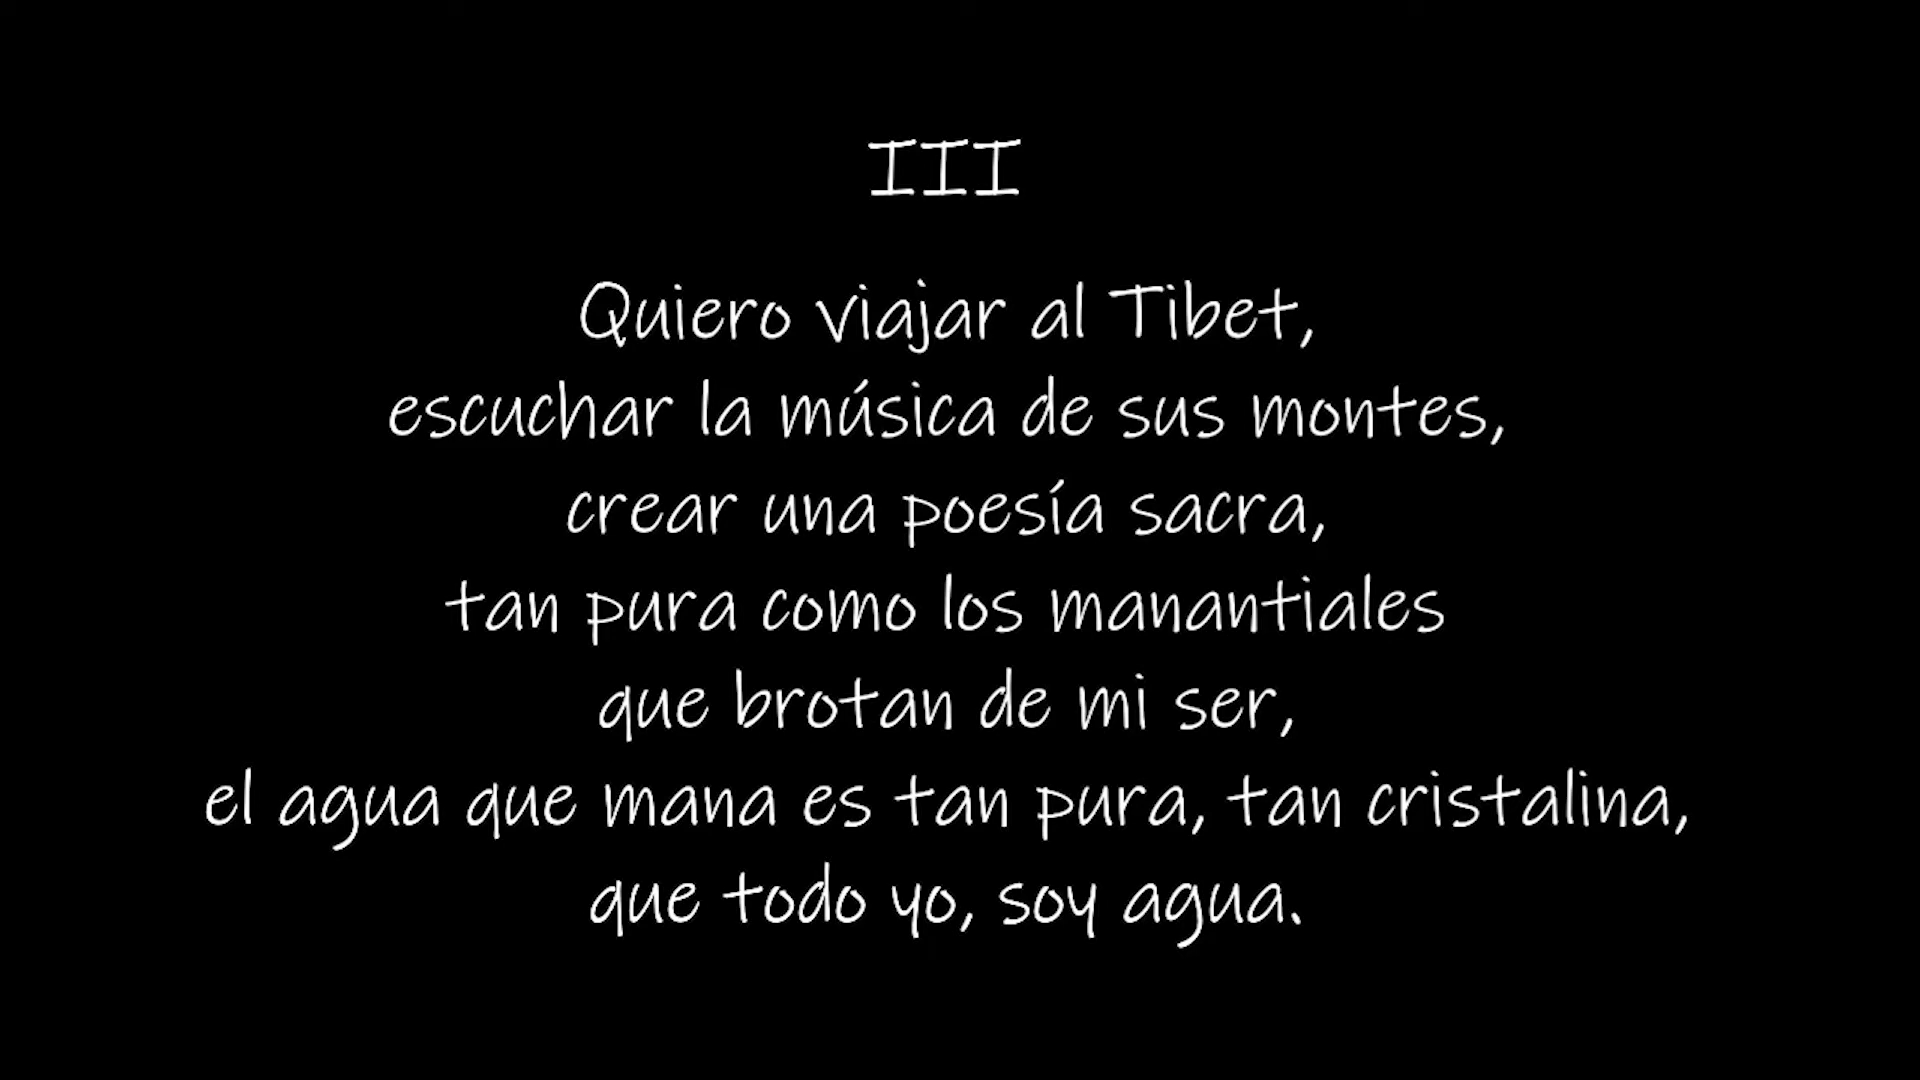 III
Quiero viajar al Tibet,
escuchar la música de sus montes,
crear una poesía sacra,
tan pura como los manantiales
que brotan de mi ser,
el agua que mana es tan pura, tan cristalina,
que todo yo, soy agua.